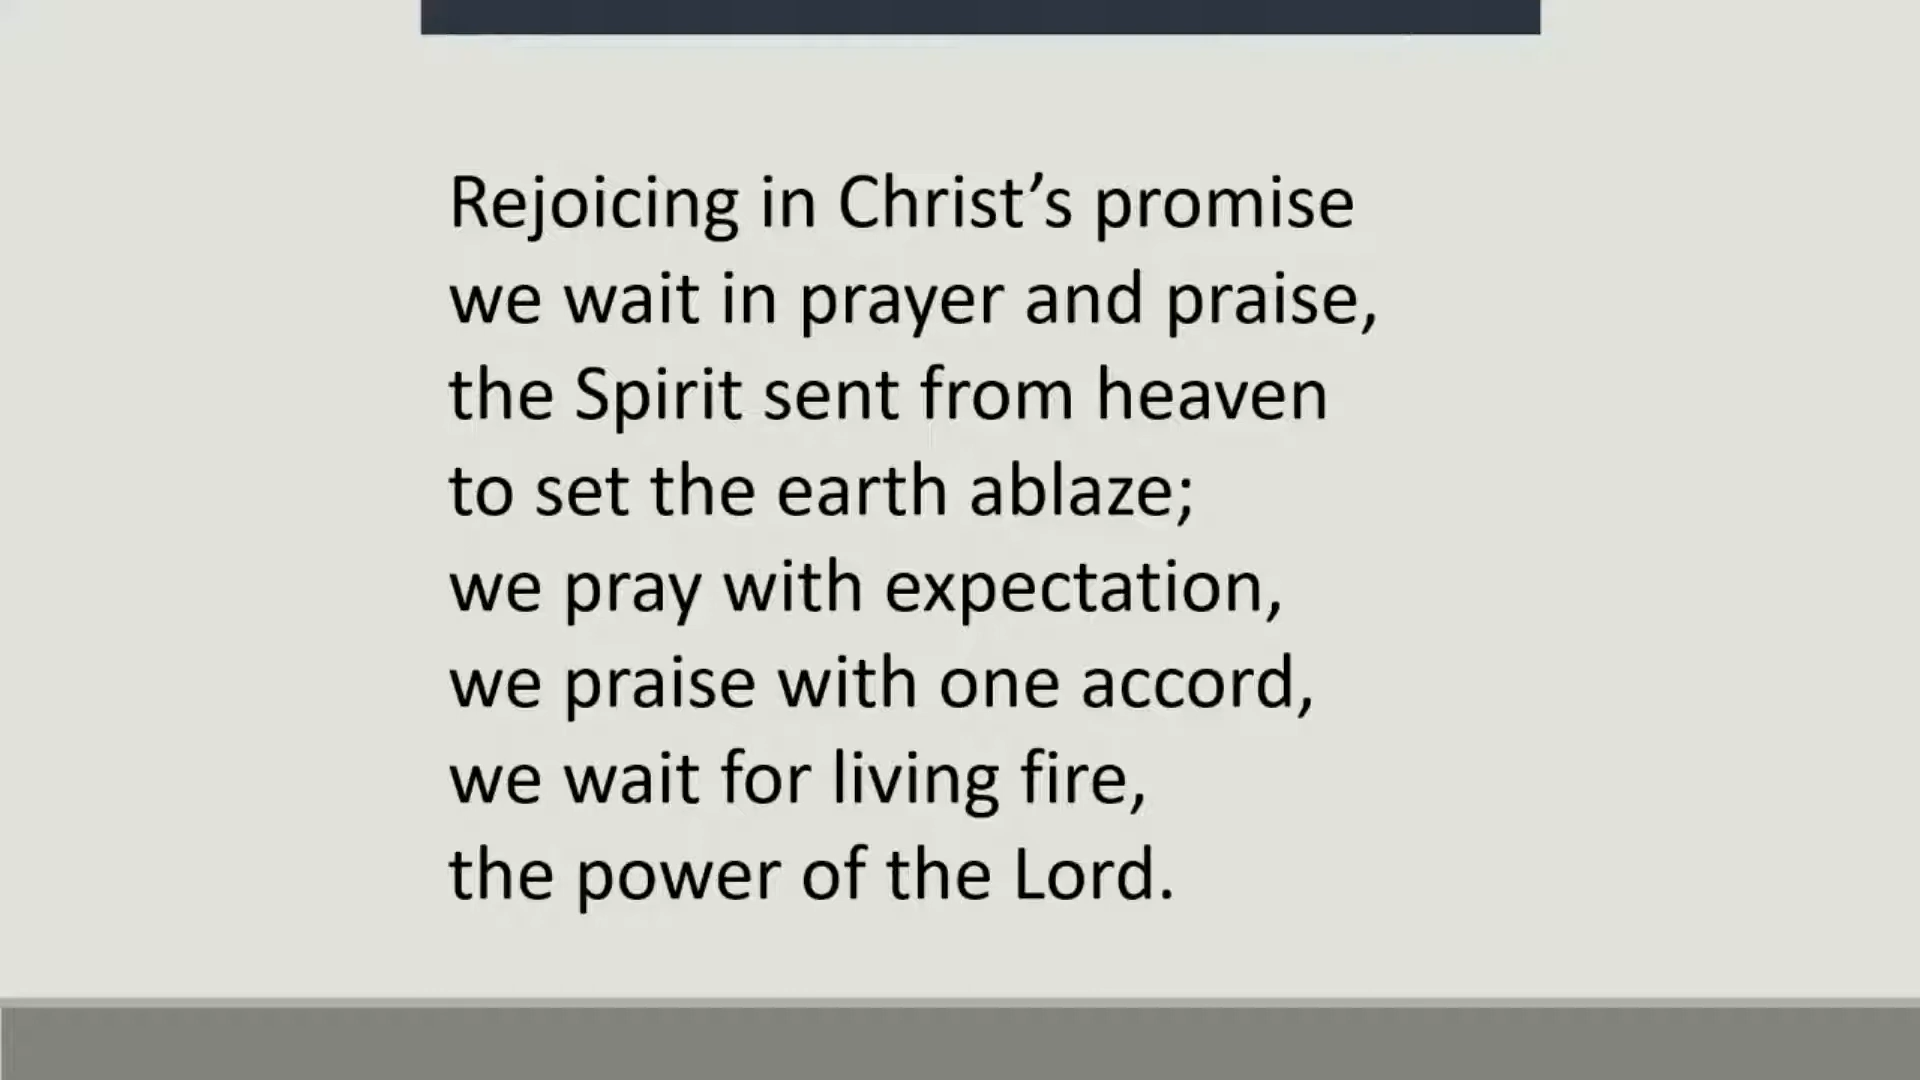 Rejoicing in Christ’s promise
we wait in prayer and praise,
the Spirit sent from heaven
to set the earth ablaze;
we pray with expectation,
we praise with one accord,
we wait for living fire,
the power of the Lord.